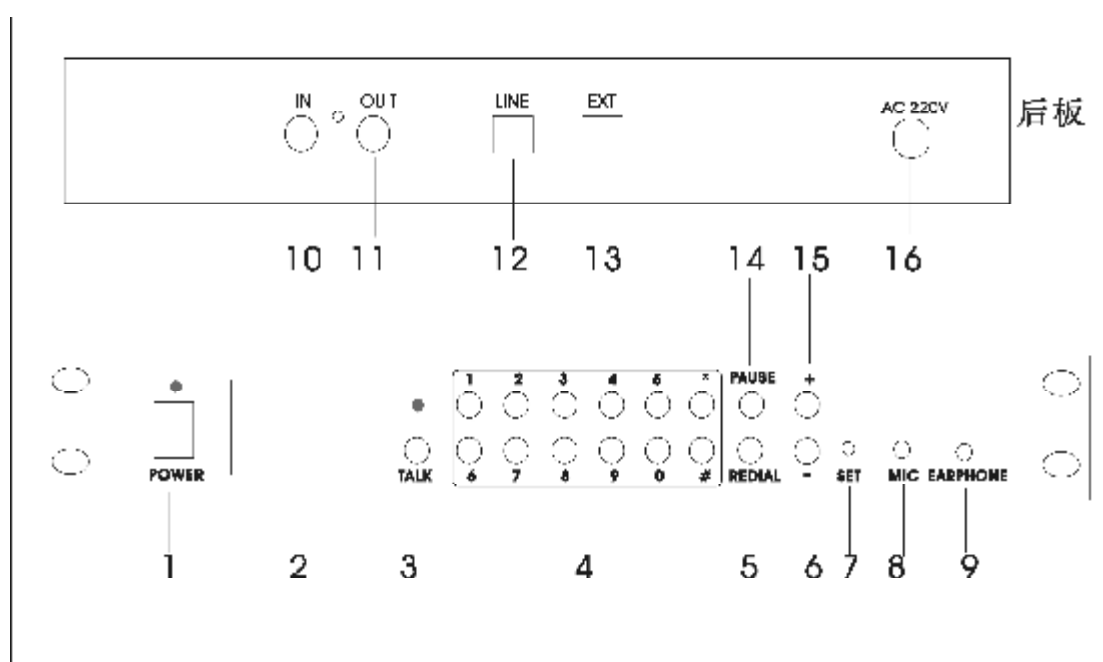 IN OUT LINE EXT AC 220V
后板
10 11 12 13 14 15 16
1 2 3 4 5 * PAUSE +
POWER TALK 6 7 8 9 0 # REDIAL - SET MIC EARPHONE
1 2 3 4 5 6 7 8 9